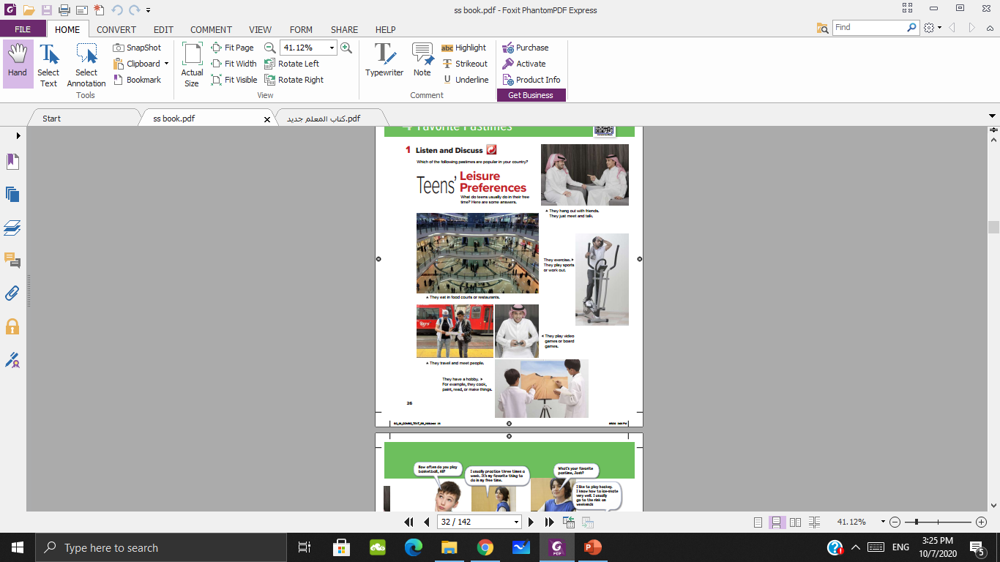 ss book.pdf - Foxit PhantomPDF Express
FILE
HOME
CONVERT
EDIT
COMMENT
VIEW
FORM
SHARE
HELP
Find
Hand
Select Text
Select Annotation
SnapShot
Clipboard
Bookmark
Tools
Actual Size
Fit Page
Fit Width
Fit Visible
41.12%
Rotate Left
Rotate Right
View
Typewriter
Note
abc Highlight
Strikeout
Underline
Comment
Purchase
Activate
Product Info
Get Business
Start
ss book.pdf
كتاب المعلم جديد.pdf
4 Favorite Pastimes
1 Listen and Discuss
Which of the following pastimes are popular in your country?
Teens' Leisure
Preferences
What do teens usually do in their free
time? Here are some answers.
They hang out with friends.
They just meet and talk.
They exercise.
They play sports
or work out.
They eat in food courts or restaurants.
They play video
games or board
games.
They travel and meet people.
They have a hobby.
For example, they cook,
paint, read, or make things.
26
How often do you play
basketball, Ali?
I usually practice three times a
week. It's my favorite thing to
do in my free time.
What's your favorite
pastime, Josh?
I like to play hockey.
I know how to ice-skate
very well. I usually
go to the rink on
weekends
32 / 142
41.12%
Type here to search
PDF
ENG
3:25 PM
10/7/2020
5